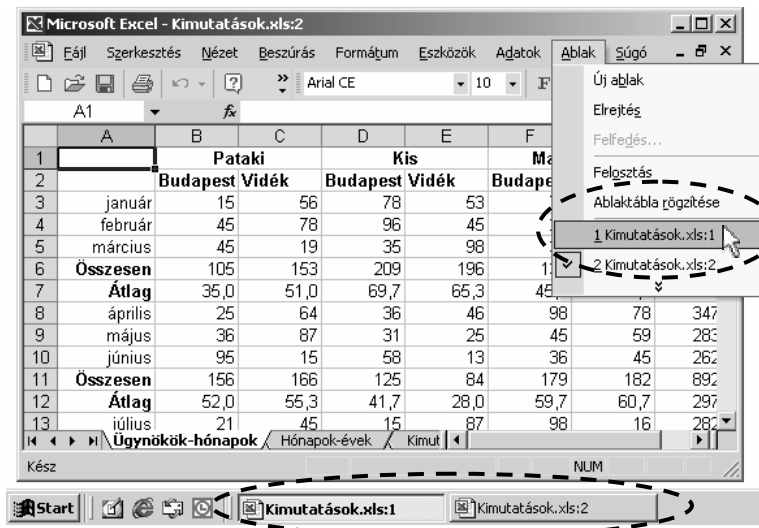 Microsoft Excel - Kimutatások.xls:2
Fájl Szerkesztés Nézet Beszúrás Formátum Eszközök Adatok Ablak Súgó
Arial CE 10 F
A1 fx
Új ablak
Elrejtés
Felfedés...
Felosztás
Ablaktábla rögzítése
1 Kimutatások.xls:1
2 Kimutatások.xls:2
A B C D E F
1 Pataki Kis
2 Budapest Vidék Budapest Vidék
3 január 15 56 78 53
4 február 45 78 96 45
5 március 45 19 35 98
6 Összesen 105 153 209 196
7 Átlag 35,0 51,0 69,7 65,3
8 április 25 64 36 46 98 78 347
9 május 36 87 31 25 45 59
10 június 95 15 58 13 36 45 262
11 Összesen 156 166 125 84 179 182 892
12 Átlag 52,0 55,3 41,7 28,0 59,7 60,7 297
13 július 21 45 15 87 98 16 282
Ügynökök-hónapok Hónapok-évek Kimut
Kész NUM
Start Kimutatások.xls:1 Kimutatások.xls:2